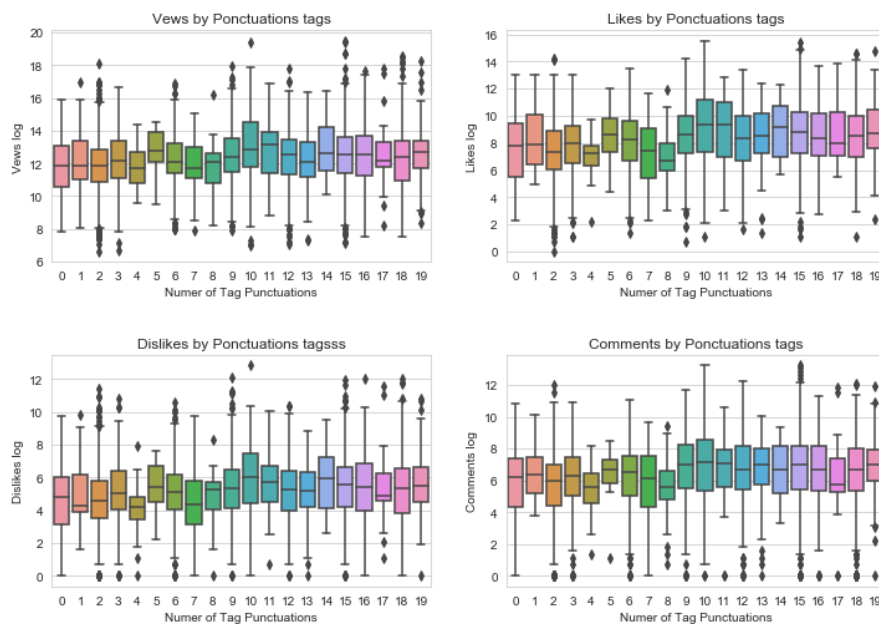 Vews by Ponctuations tags
20
18
16
14
12
10
8
6
Vews log
0 1 2 3 4 5 6 7 8 9 10 11 12 13 14 15 16 17 18 19
Numer of Tag Punctuations
Likes by Ponctuations tags
16
14
12
10
8
6
4
2
0
Likes log
0 1 2 3 4 5 6 7 8 9 10 11 12 13 14 15 16 17 18 19
Numer of Tag Punctuations
Dislikes by Ponctuations tagsss
12
10
8
6
4
2
0
Dislikes log
0 1 2 3 4 5 6 7 8 9 10 11 12 13 14 15 16 17 18 19
Numer of Tag Punctuations
Comments by Ponctuations tags
12
10
8
6
4
2
0
Comments log
0 1 2 3 4 5 6 7 8 9 10 11 12 13 14 15 16 17 18 19
Numer of Tag Punctuations